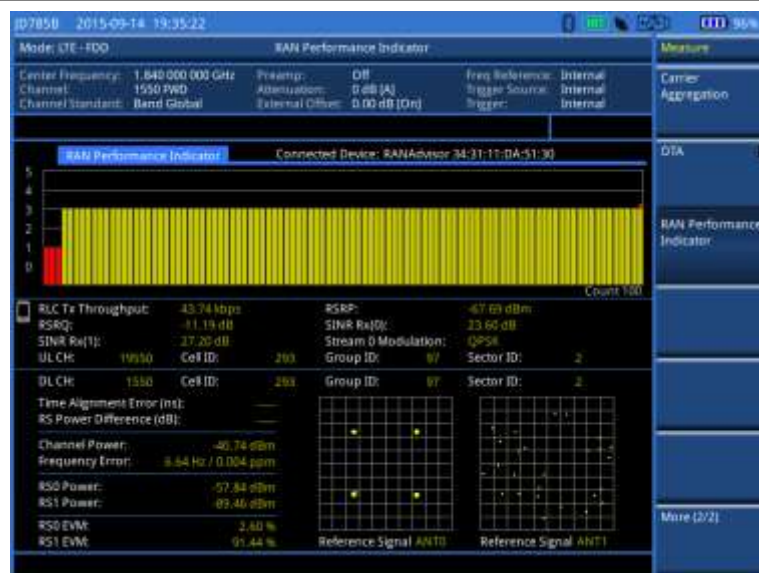 JD785B 2015-09-14 19:35:22 96%
Mode: LTE - FDD RAN Performance Indicator Measure
Center Frequency: 1.840 000 000 GHz Preamp: Off Freq Reference: Internal
Channel: 1550 FWD Attenuation: 0 dB [A] Trigger Source: Internal
Channel Standard: Band Global External Offset: 0.00 dB [On] Trigger: Internal
Carrier
Aggregation
RAN Performance Indicator Connected Device: RANAdvisor 34:31:11:DA:51:30
OTA
5
4
3
2
1
0
RAN Performance
Indicator
Count 100
RLC Tx Throughput: 43.74 kbps RSRP: -67.69 dBm
RSRQ: -11.19 dB SINR Rx(0): 23.60 dB
SINR Rx(1): 27.20 dB Stream 0 Modulation: QPSK
UL CH: 19550 Cell ID: 293 Group ID: 97 Sector ID: 2
DL CH: 1550 Cell ID: 293 Group ID: 97 Sector ID: 2
Time Alignment Error (ns):
RS Power Difference (dB):
Channel Power: -46.74 dBm
Frequency Error: 6.64 Hz / 0.004 ppm
RS0 Power: -57.84 dBm
RS1 Power: -89.46 dBm
RS0 EVM: 2.60 %
RS1 EVM: 91.44 %
Reference Signal ANT0 Reference Signal ANT1
More (2/2)